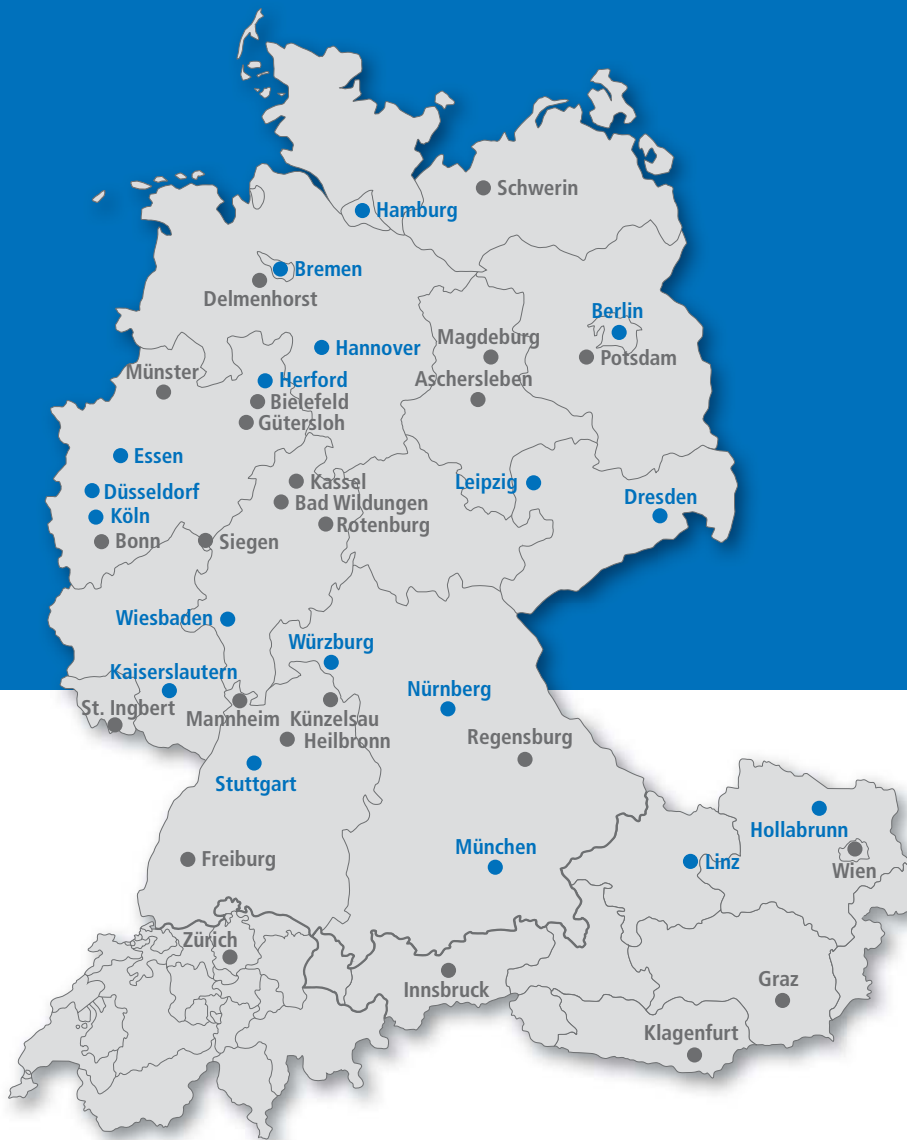 Schwerin
Hamburg
Bremen
Delmenhorst
Berlin
Hannover
Magdeburg
Potsdam
Münster
Herford
Aschersleben
Bielefeld
Gütersloh
Essen
Kassel
Leipzig
Düsseldorf
Bad Wildungen
Dresden
Köln
Rotenburg
Bonn
Siegen
Wiesbaden
Würzburg
Kaiserslautern
Nürnberg
St. Ingbert
Mannheim
Künzelsau
Heilbronn
Regensburg
Stuttgart
Hollabrunn
München
Freiburg
Linz
Wien
Zürich
Innsbruck
Graz
Klagenfurt